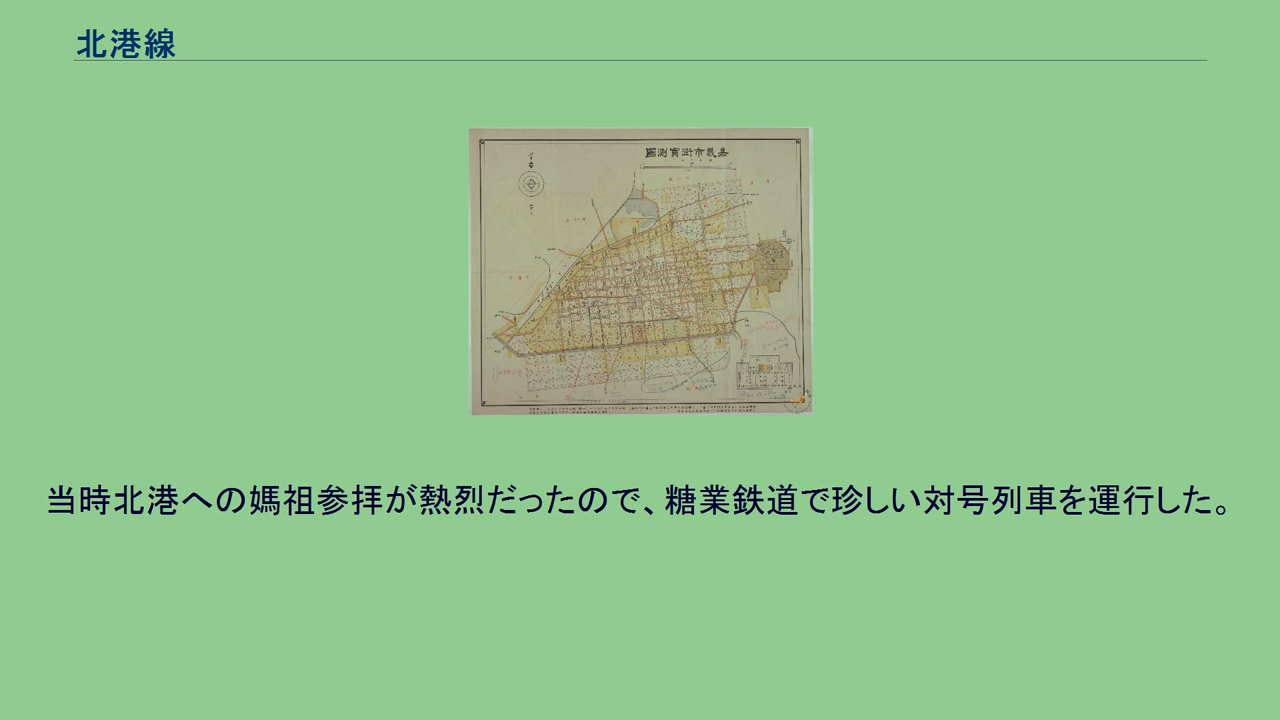 北港線
嘉義市街實測圖
当時北港への媽祖参拝が熱烈だったので、糖業鉄道で珍しい対号列車を運行した。